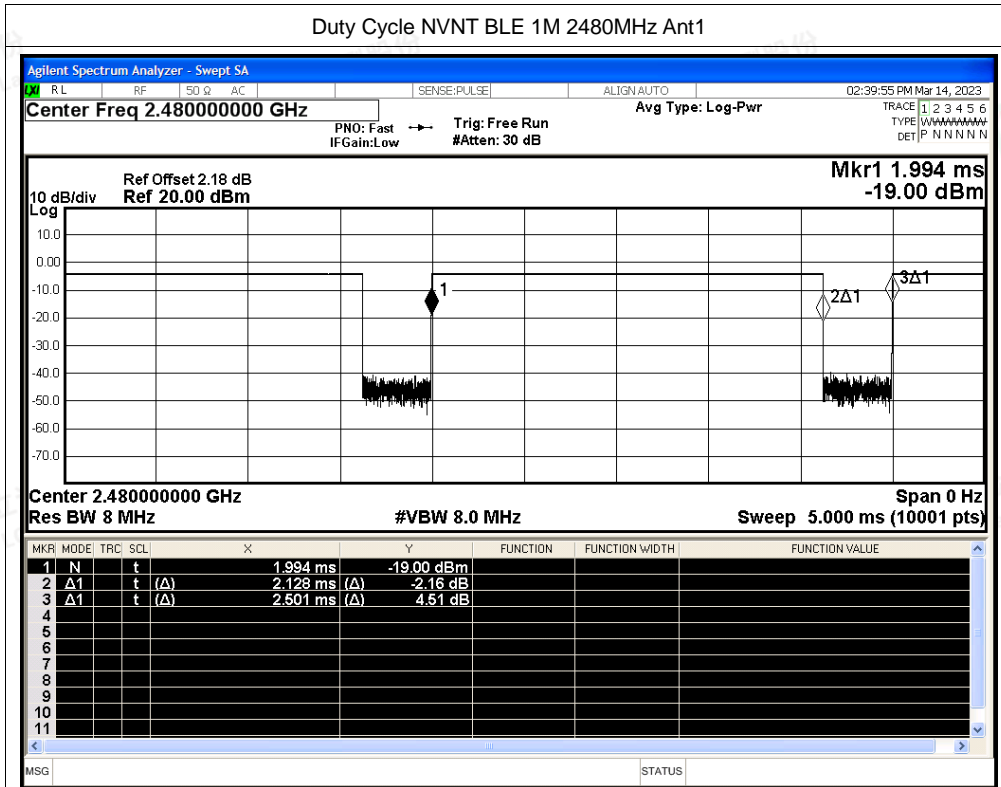 Duty Cycle NVNT BLE 1M 2480MHz Ant1
Agilent Spectrum Analyzer - Swept SA
LXI RL RF 50 Ω AC SENSE:PULSE ALIGN AUTO 02:39:55 PM Mar 14, 2023
Center Freq 2.480000000 GHz Avg Type: Log-Pwr TRACE 1 2 3 4 5 6
PNO: Fast Trig: Free Run TYPE WWWWWW
IFGain:Low #Atten: 30 dB DET P N N N N N
Mkr1 1.994 ms
Ref Offset 2.18 dB
10 dB/div Ref 20.00 dBm -19.00 dBm
Log
10.0
0.00
-10.0
-20.0
-30.0
-40.0
-50.0
-60.0
-70.0
1
2Δ1
3Δ1
Center 2.480000000 GHz Span 0 Hz
Res BW 8 MHz #VBW 8.0 MHz Sweep 5.000 ms (10001 pts)
MKR MODE TRC SCL X Y FUNCTION FUNCTION WIDTH FUNCTION VALUE
1 N t 1.994 ms -19.00 dBm
2 Δ1 t (Δ) 2.128 ms (Δ) -2.16 dB
3 Δ1 t (Δ) 2.501 ms (Δ) 4.51 dB
4
5
6
7
8
9
10
11
MSG STATUS